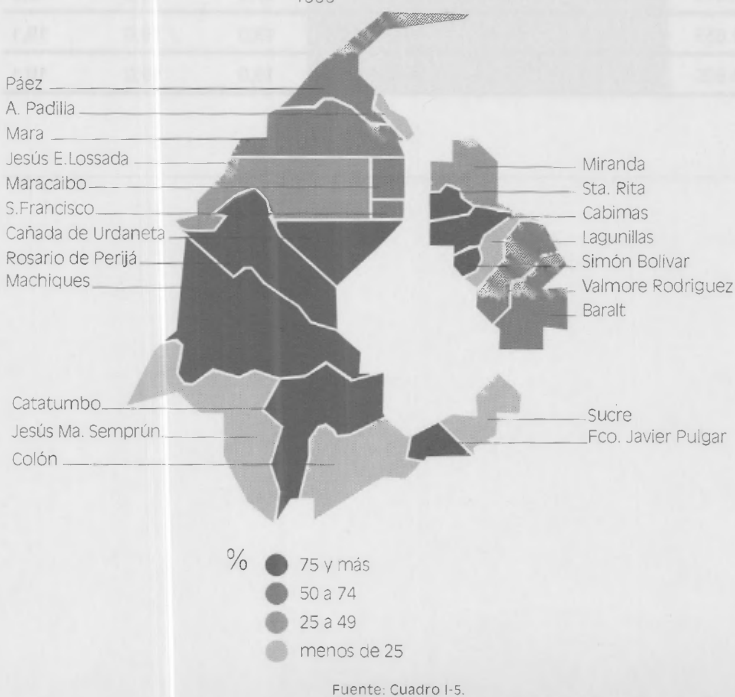 Páez
A. Padilla
Mara
Jesús E.Lossada
Maracaibo
S.Francisco
Cañada de Urdaneta
Rosario de Perijá
Machiques
Miranda
Sta. Rita
Cabimas
Lagunillas
Simón Bolívar
Valmore Rodriguez
Baralt
Catatumbo
Jesús Ma. Semprún
Colón
Sucre
Fco. Javier Pulgar
%
75 y más
50 a 74
25 a 49
menos de 25
Fuente: Cuadro I-5.